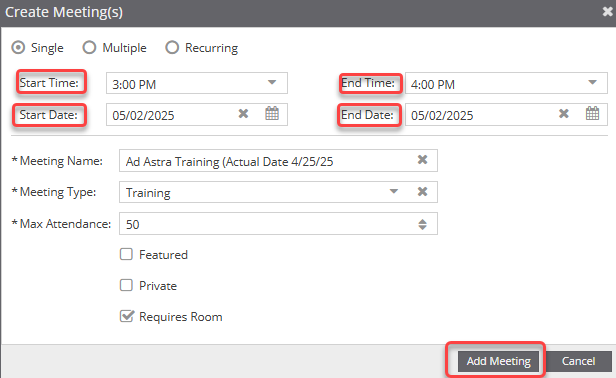 Create Meeting(s)
Single Multiple Recurring
Start Time: 3:00 PM End Time: 4:00 PM
Start Date: 05/02/2025 End Date: 05/02/2025
* Meeting Name: Ad Astra Training (Actual Date 4/25/25
* Meeting Type: Training
* Max Attendance: 50
Featured
Private
Requires Room
Add Meeting Cancel